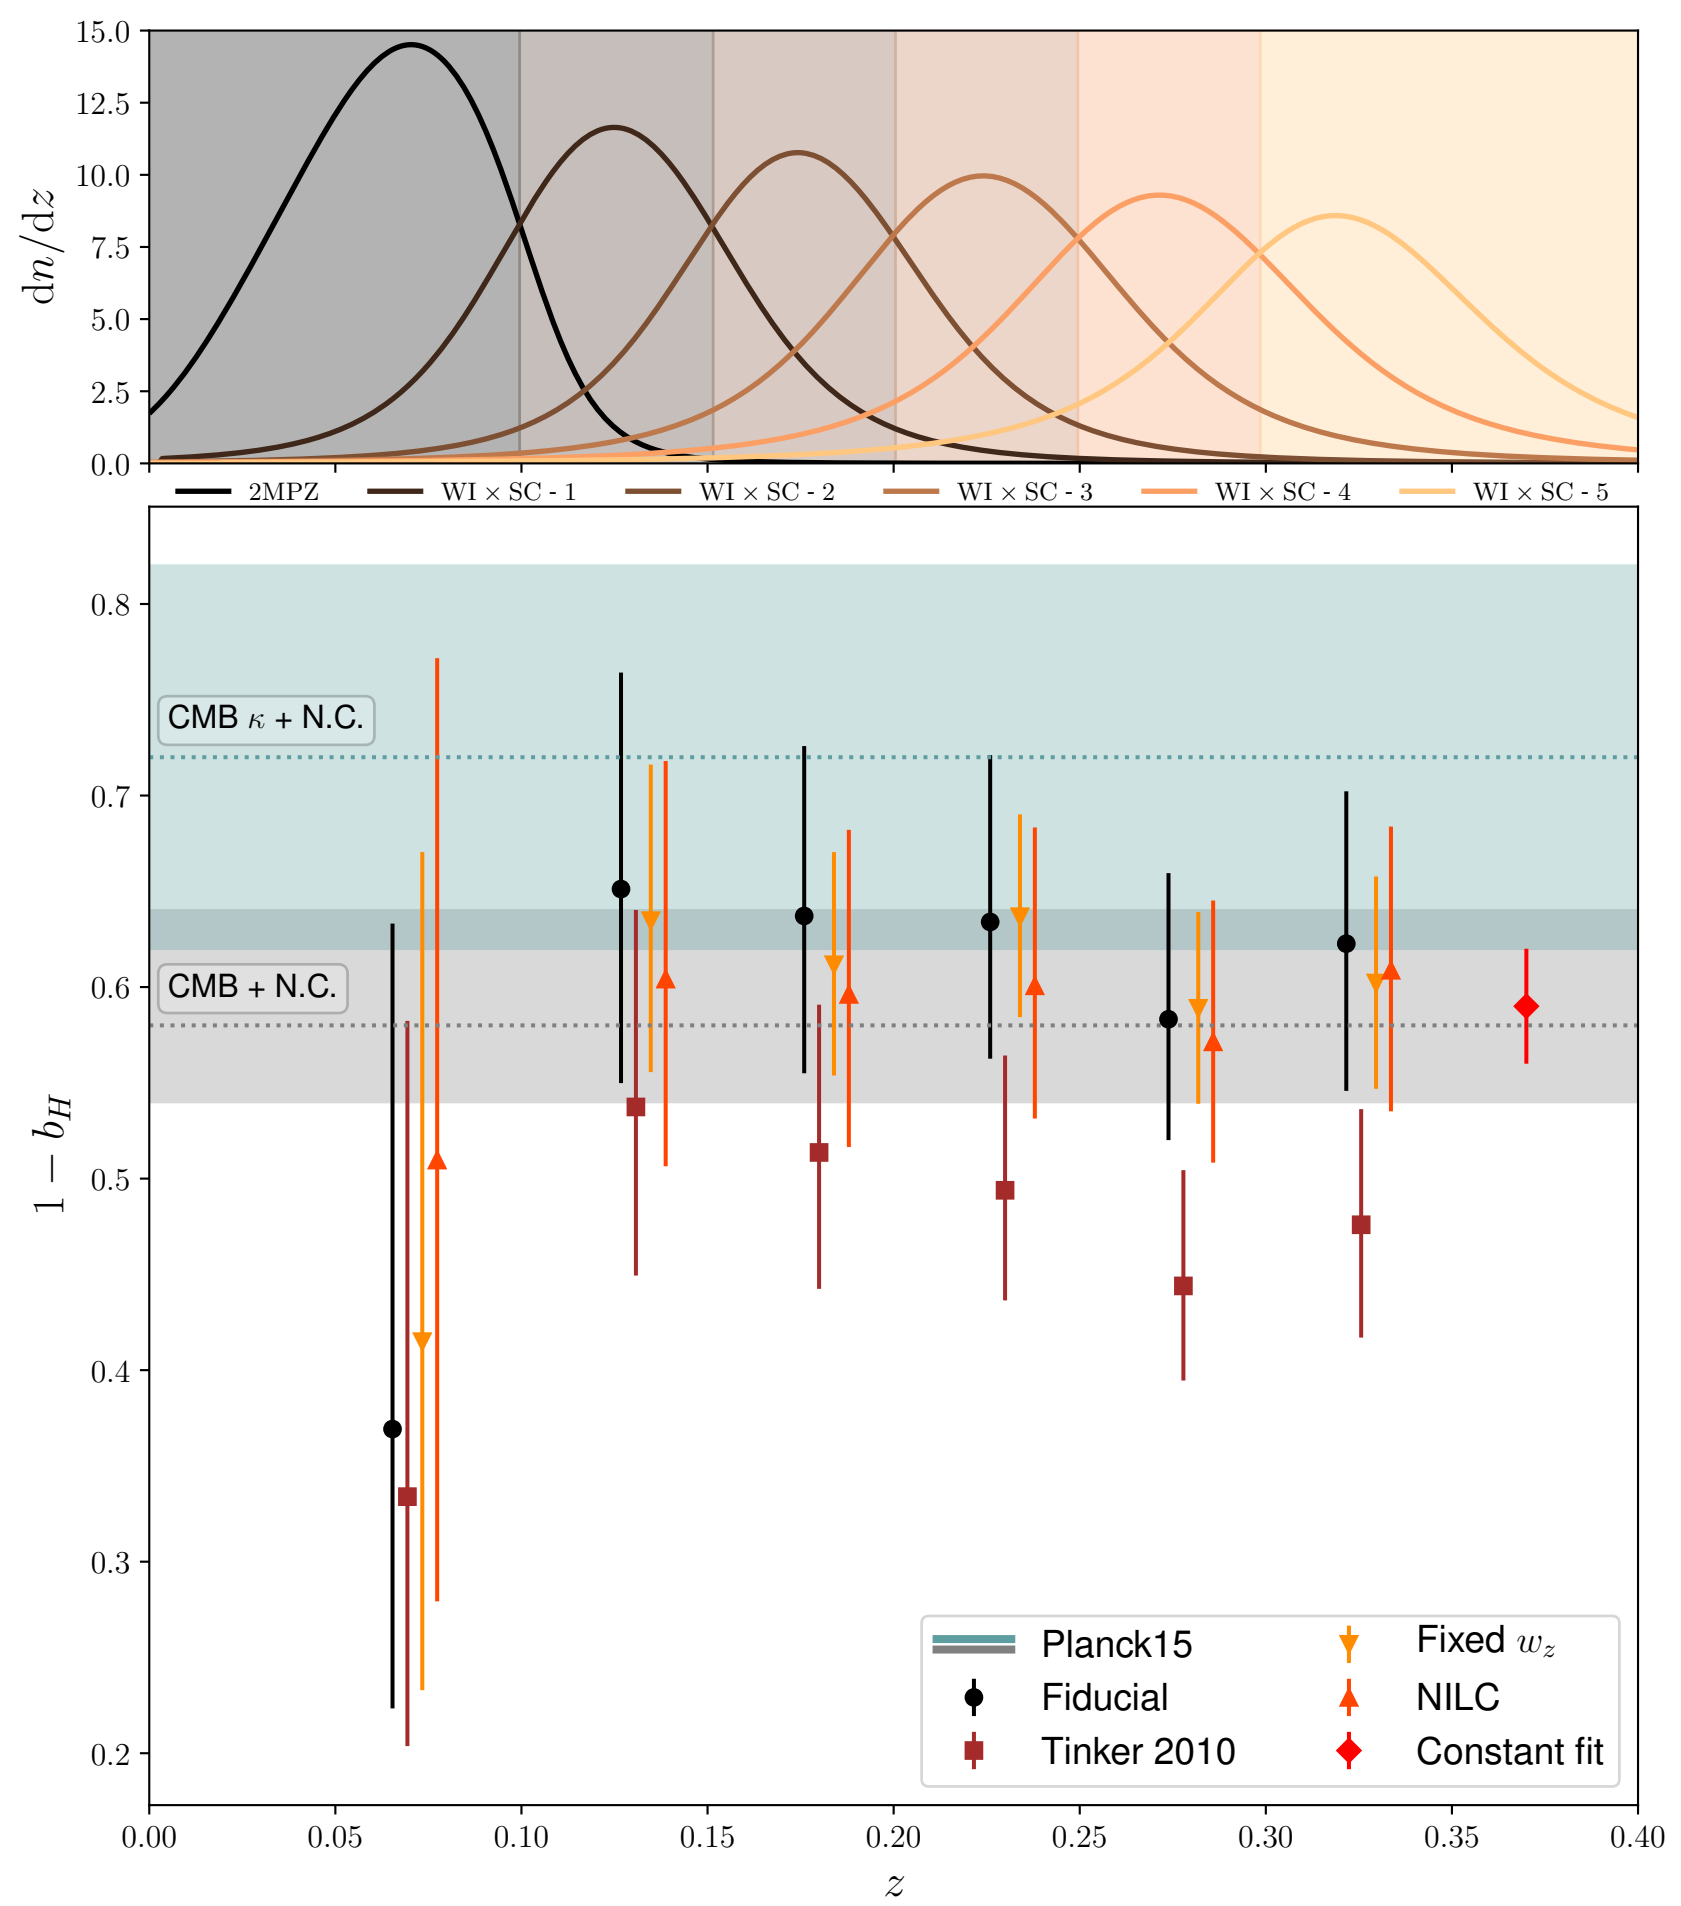 15.0
12.5
10.0
7.5
5.0
2.5
0.0
dn/dz
2MPZ WI × SC - 1 WI × SC - 2 WI × SC - 3 WI × SC - 4 WI × SC - 5
0.8
0.7
0.6
0.5
0.4
0.3
0.2
1 − b_H
CMB κ + N.C.
CMB + N.C.
Planck15 Fixed w_z
Fiducial NILC
Tinker 2010 Constant fit
0.00 0.05 0.10 0.15 0.20 0.25 0.30 0.35 0.40
z